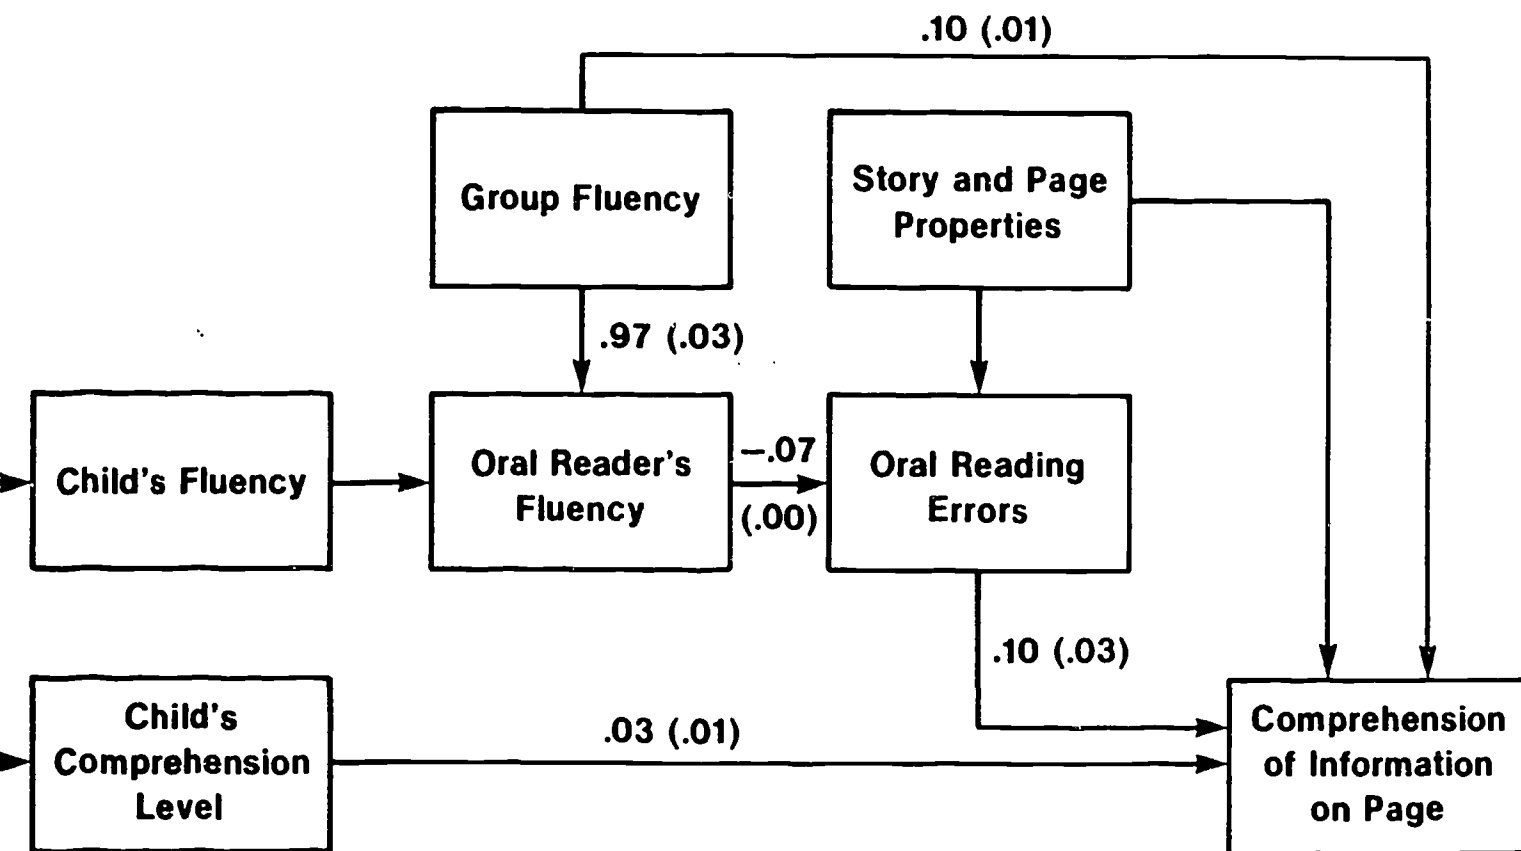 .10 (.01)
Group Fluency
Story and Page
Properties
.97 (.03)
Child's Fluency
Oral Reader's
Fluency
–.07
(.00)
Oral Reading
Errors
.10 (.03)
Child's
Comprehension
Level
.03 (.01)
Comprehension
of Information
on Page